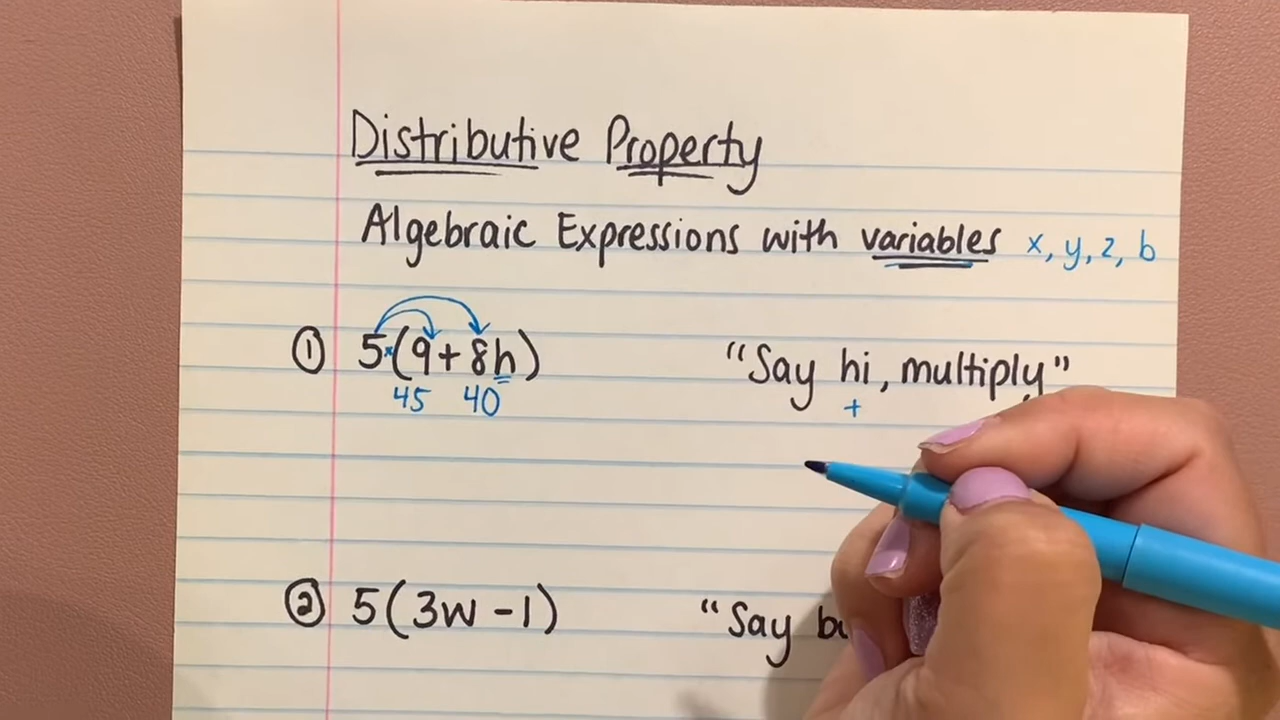 Distributive Property
Algebraic Expressions with variables x, y, z, b
① 5×(9+8h) "Say hi, multiply"
45 40 +
② 5(3w-1) "Say